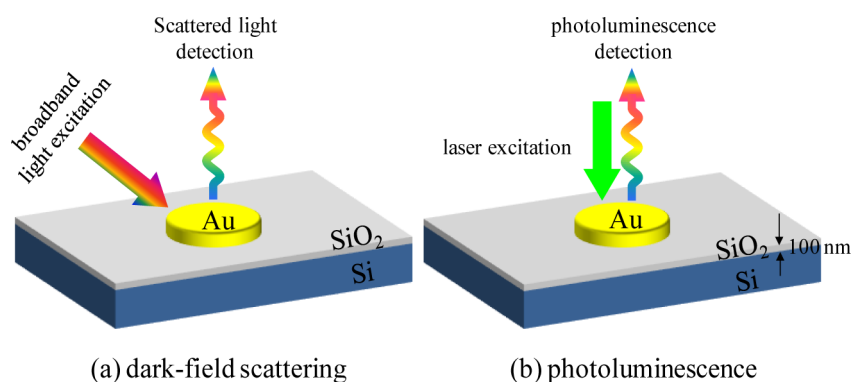 Scattered light
detection
broadband
light excitation
Au
SiO2
Si
(a) dark-field scattering
photoluminescence
detection
laser excitation
Au
SiO2
100 nm
Si
(b) photoluminescence